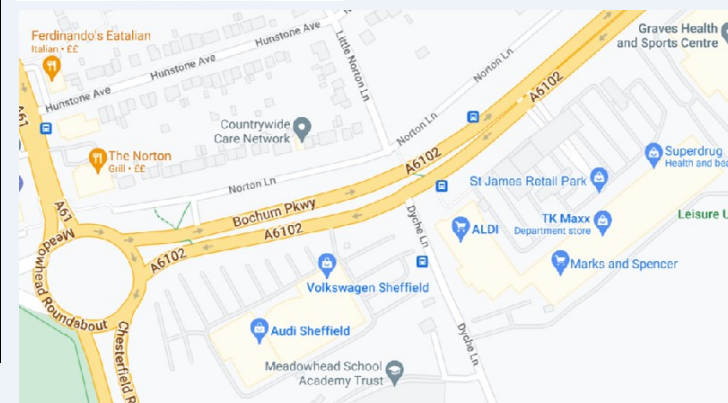 Ferdinando's Eatalian
Italian • ££
Hunstone Ave
Hunstone Ave
Little Norton Ln
Norton Ln
Graves Health
and Sports Centre
A61
Countrywide
Care Network
Norton Ln
A6102
The Norton
Grill • ££
A6102
Superdrug
Health and bea
Norton Ln
St James Retail Park
A61
Bochum Pkwy
A6102
Dyche Ln
ALDI
TK Maxx
Department store
Leisure U
Meadowhead Roundabout
A6102
Marks and Spencer
Volkswagen Sheffield
Audi Sheffield
Chesterfield R
Dyche Ln
Meadowhead School
Academy Trust